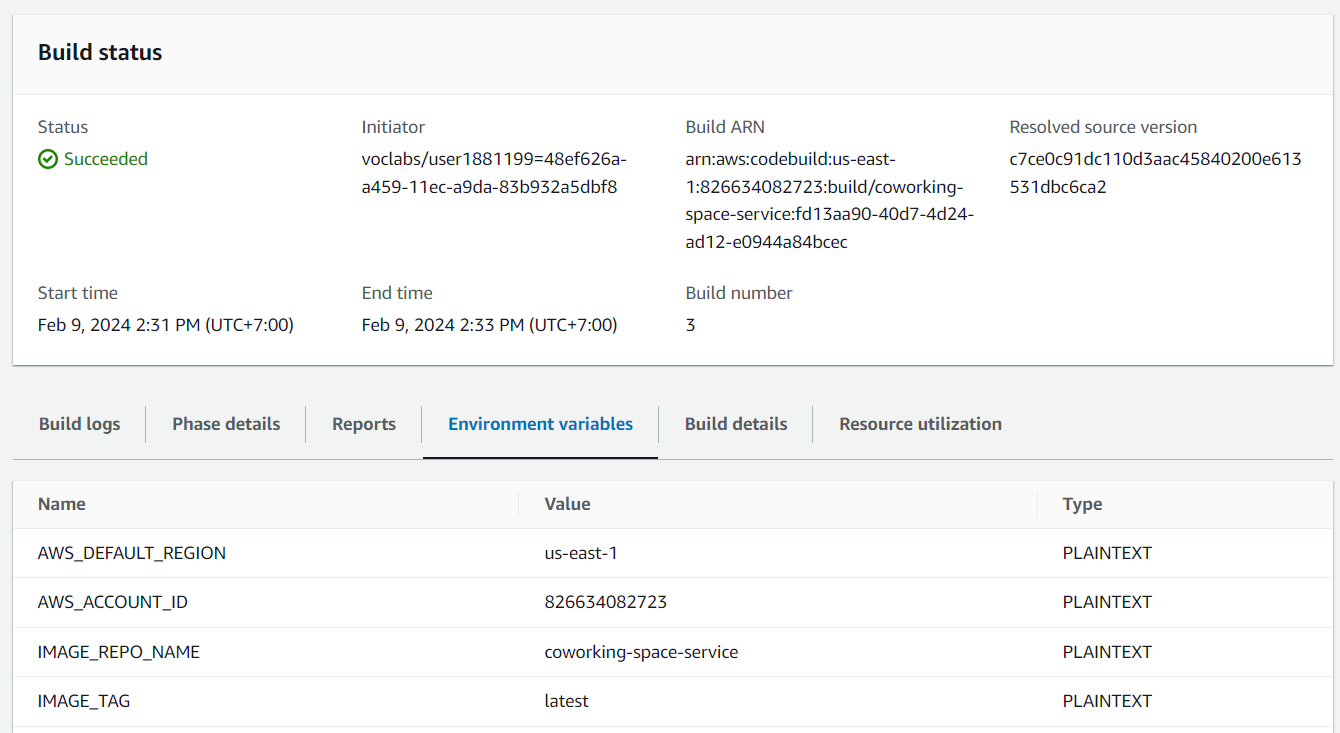 Build status
Status
Succeeded
Initiator
voclabs/user1881199=48ef626a-
a459-11ec-a9da-83b932a5dbf8
Build ARN
arn:aws:codebuild:us-east-
1:826634082723:build/coworking-
space-service:fd13aa90-40d7-4d24-
ad12-e0944a84bcec
Resolved source version
c7ce0c91dc110d3aac45840200e613
531dbc6ca2
Start time
Feb 9, 2024 2:31 PM (UTC+7:00)
End time
Feb 9, 2024 2:33 PM (UTC+7:00)
Build number
3
Build logs Phase details Reports Environment variables Build details Resource utilization
Name Value Type
AWS_DEFAULT_REGION us-east-1 PLAINTEXT
AWS_ACCOUNT_ID 826634082723 PLAINTEXT
IMAGE_REPO_NAME coworking-space-service PLAINTEXT
IMAGE_TAG latest PLAINTEXT